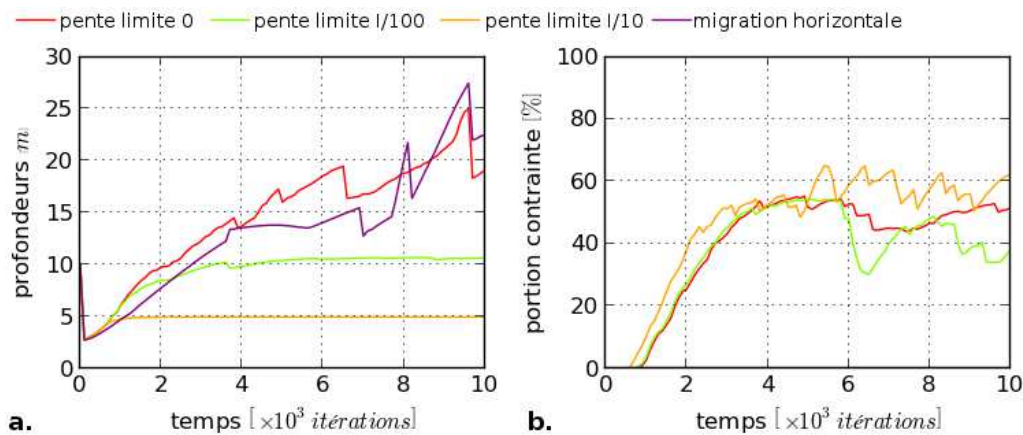 pente limite 0 pente limite I/100 pente limite I/10 migration horizontale
profondeurs m
30
25
20
15
10
5
0
0 2 4 6 8 10
temps [ ×10³ itérations]
a.
portion contrainte [%]
100
80
60
40
20
0
0 2 4 6 8 10
temps [ ×10³ itérations]
b.